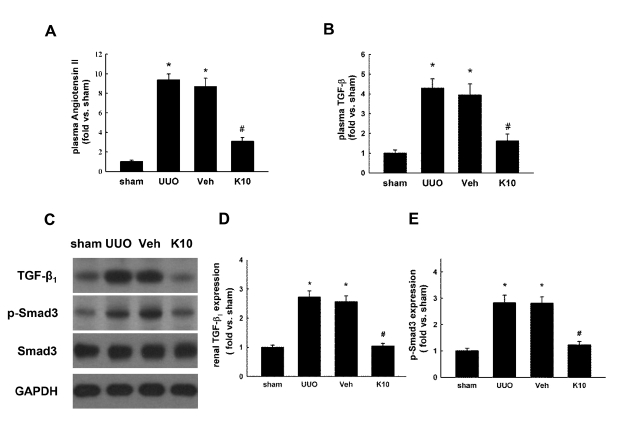 A
plasma Angiotensin II
(fold vs. sham)
12
10
8
6
4
2
0
*
*
#
sham UUO Veh K10
B
plasma TGF-β
(fold vs. sham)
6
5
4
3
2
1
0
*
*
#
sham UUO Veh K10
C
sham UUO Veh K10
TGF-β1
p-Smad3
Smad3
GAPDH
D
renal TGF-β1 expression
( fold vs. sham)
4
3
2
1
0
*
*
#
sham UUO Veh K10
E
p-Smad3 expression
( fold vs. sham)
4
3
2
1
0
*
*
#
sham UUO Veh K10